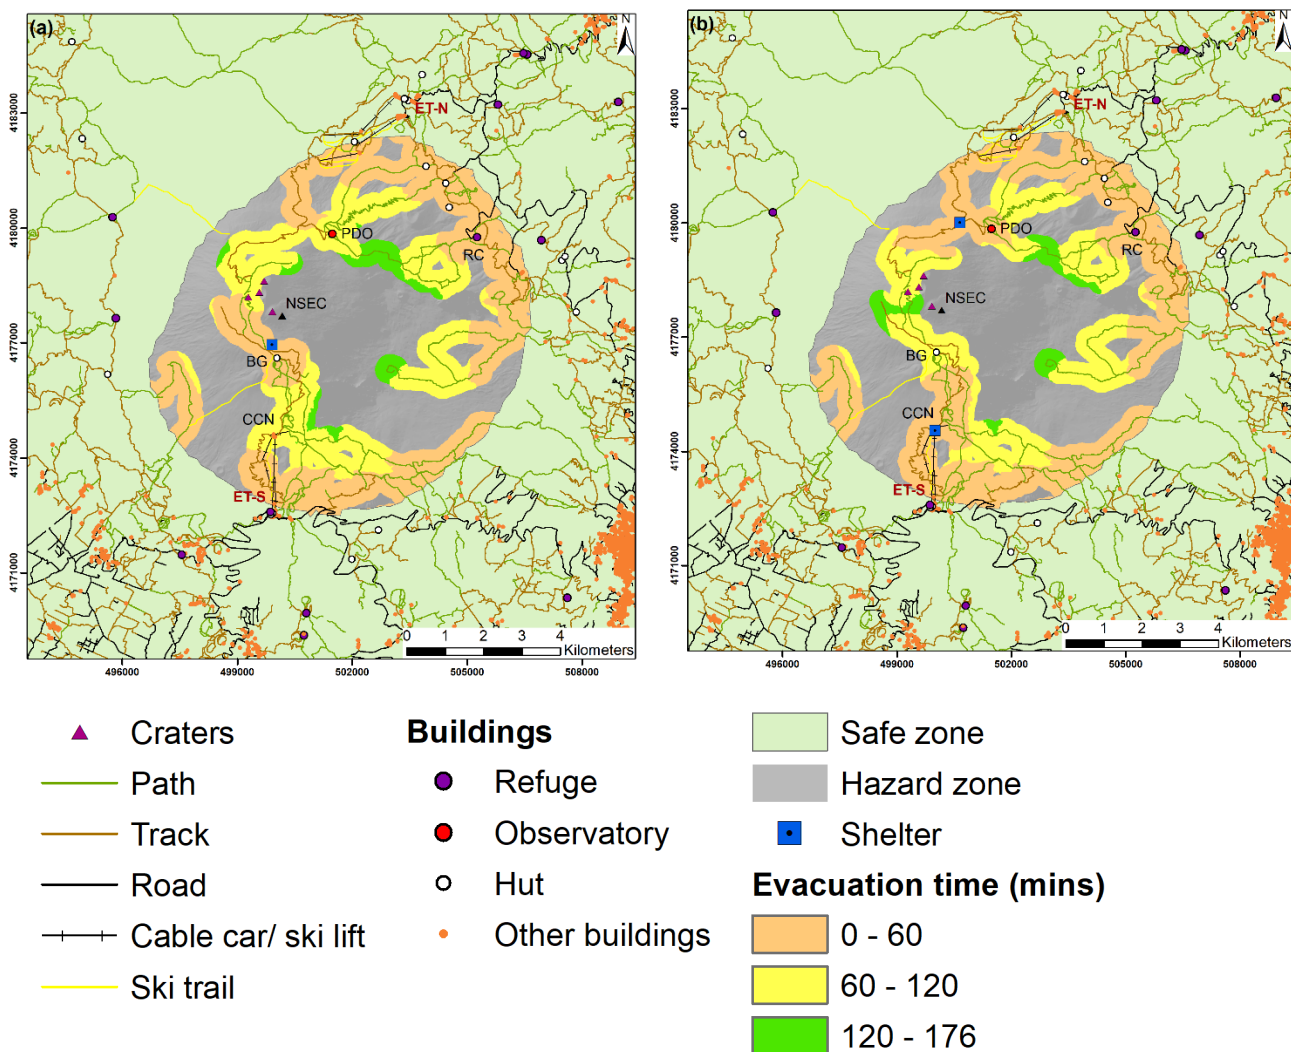 (a)
N
ET-N
PDO
RC
NSEC
BG
CCN
ET-S
4183000
4180000
4177000
4174000
4171000
0 1 2 3 4
Kilometers
496000 499000 502000 505000 508000
(b)
N
ET-N
PDO
RC
NSEC
BG
CCN
ET-S
4183000
4180000
4177000
4174000
4171000
0 1 2 3 4
Kilometers
496000 499000 502000 505000 508000
Craters
Path
Track
Road
Cable car/ ski lift
Ski trail
Buildings
Refuge
Observatory
Hut
Other buildings
Safe zone
Hazard zone
Shelter
Evacuation time (mins)
0 - 60
60 - 120
120 - 176